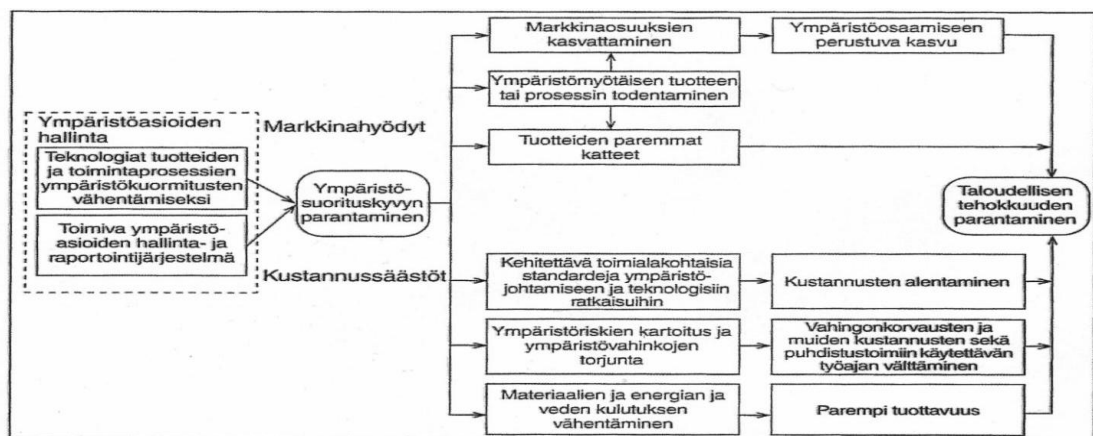 Ympäristöasioiden
hallinta
Teknologiat tuotteiden
ja toimintaprosessien
ympäristökuormitusten
vähentämiseksi
Toimiva ympäristö-
asioiden hallinta- ja
raportointijärjestelmä
Markkinahyödyt
Kustannussäästöt
Ympäristö-
suorituskyvyn
parantaminen
Markkinaosuuksien
kasvattaminen
Ympäristöosaamiseen
perustuva kasvu
Ympäristömyötäisen tuotteen
tai prosessin todentaminen
Tuotteiden paremmat
katteet
Kehitettävä toimialakohtaisia
standardeja ympäristö-
johtamiseen ja teknologisiin
ratkaisuihin
Kustannusten alentaminen
Ympäristöriskien kartoitus ja
ympäristövahinkojen
torjunta
Vahingonkorvausten ja
muiden kustannusten sekä
puhdistustoimiin käytettävän
työajan välttäminen
Materiaalien ja energian ja
veden kulutuksen
vähentäminen
Parempi tuottavuus
Taloudellisen
tehokkuuden
parantaminen